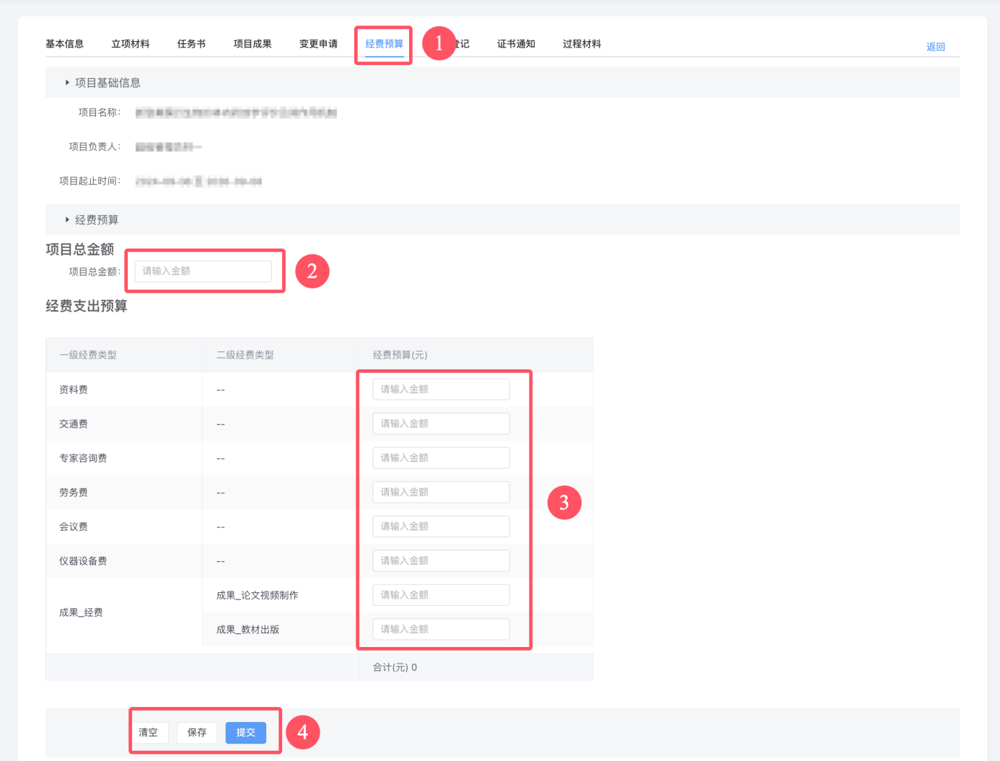 基本信息 立项材料 任务书 项目成果 变更申请 经费预算 1 登记 证书通知 过程材料 返回
项目基础信息
项目名称：
项目负责人：
项目起止时间：
经费预算
项目总金额
项目总金额： 请输入金额 2
经费支出预算
一级经费类型 二级经费类型 经费预算(元)
资料费 -- 请输入金额
交通费 -- 请输入金额
专家咨询费 -- 请输入金额
劳务费 -- 请输入金额 3
会议费 -- 请输入金额
仪器设备费 -- 请输入金额
成果_经费 成果_论文视频制作 请输入金额
成果_教材出版 请输入金额
合计(元) 0
清空 保存 提交 4